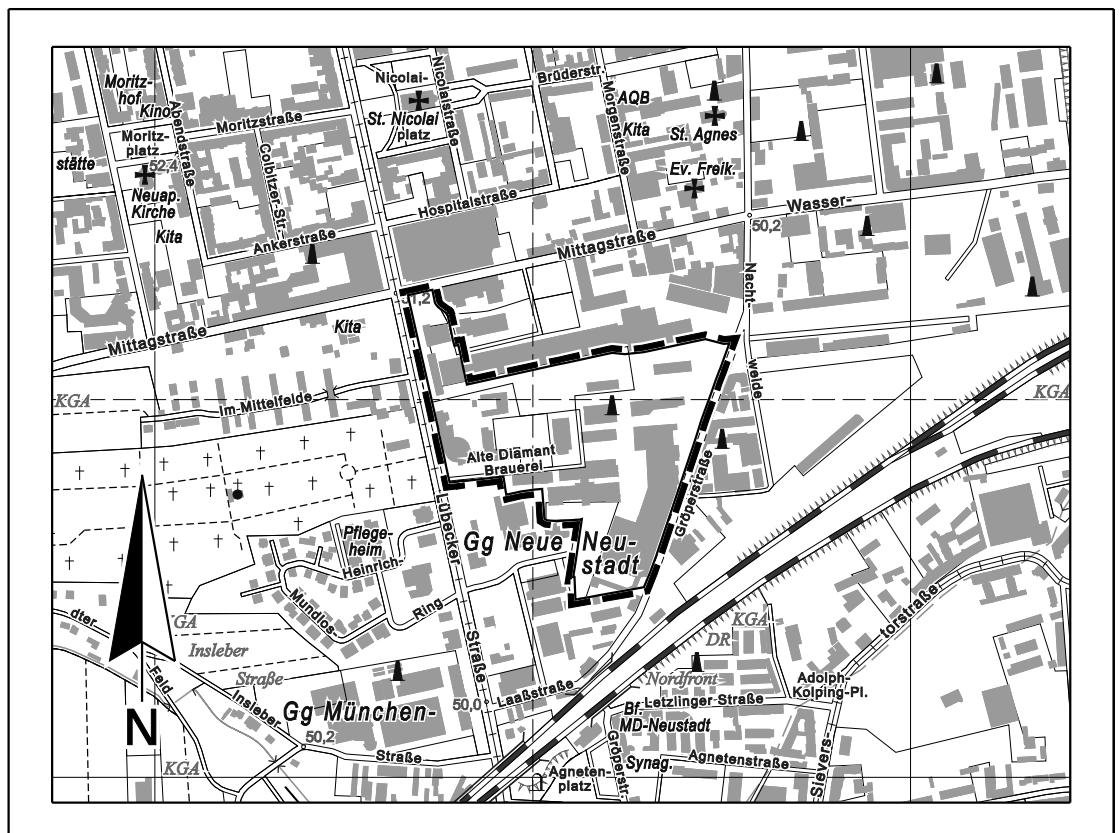 Moritz-
hof
Kino
Moritz-
platz
stätte
52,4
Neuap.
Kirche
Kita
Abendstraße
Moritzstraße
Colbitzer-Str.
Ankerstraße
Nicolai-
St. Nicolai
platz
Nicolaistraße
Brüderstr.
Morgenstraße
AQB
Kita
St. Agnes
Ev. Freik.
Hospitalstraße
Mittagstraße
Wasser-
50,2
Nacht-
weide
51,2
Mittagstraße
Kita
KGA
Im-Mittelfelde
KGA
Alte Diamant
Brauerei
Gröperstraße
Lübecker
Straße
Pflege-
heim
Heinrich-
Mundlos-
Ring
Gg Neue Neu-
stadt
dter
KGA
Insleber
Straße
Feld
Insleber
Straße
50,2
KGA
N
Gg München-
50,0
Laaßstraße
KGA
DR
Nordfront
Letzlinger Straße
Bf.
MD-Neustadt
Gröperstr.
Synag.
Agnetenstraße
Agneten-
platz
Adolph-
Kolping-Pl.
Sievers-
torstraße